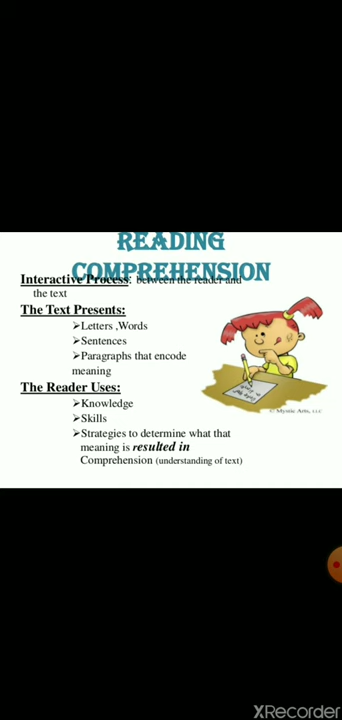 READING
COMPREHENSION
Interactive Process: between the reader and
the text
The Text Presents:
➢Letters ,Words
➢Sentences
➢Paragraphs that encode
meaning
The Reader Uses:
➢Knowledge
➢Skills
➢Strategies to determine what that
meaning is resulted in
Comprehension (understanding of text)
© Mystic Arts, LLC
XRecorder